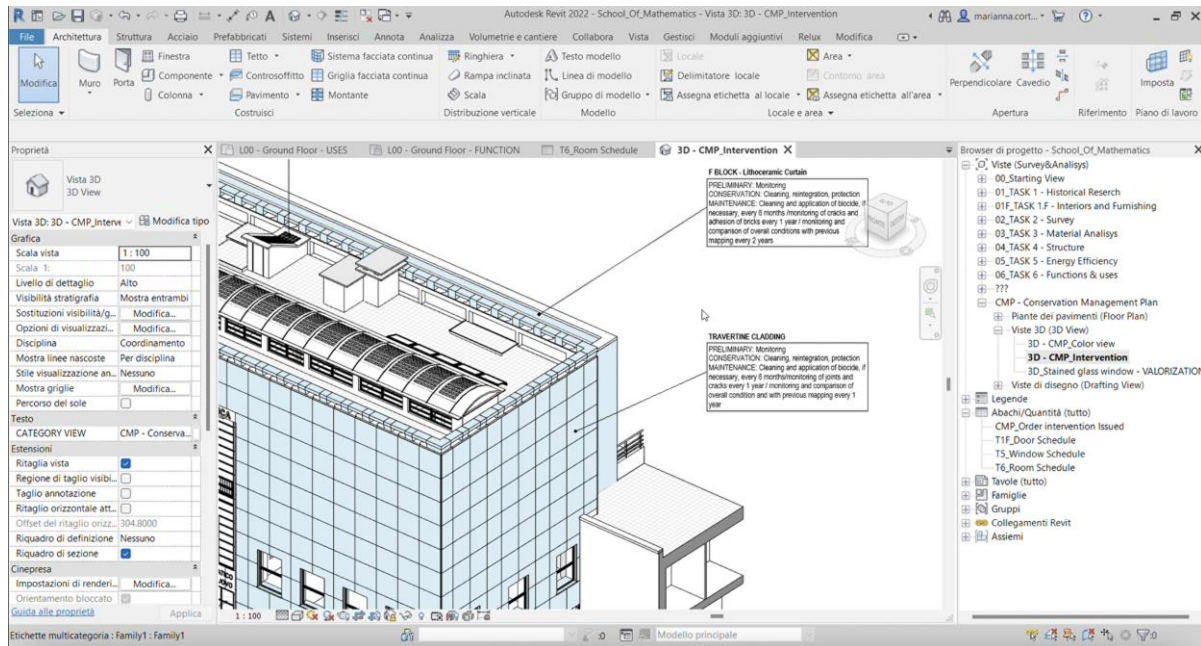 Autodesk Revit 2022 - School_Of_Mathematics - Vista 3D: 3D - CMP_Intervention
marianna.cort...
File Architettura Struttura Acciaio Prefabbricati Sistemi Inserisci Annota Analizza Volumetrie e cantiere Collabora Vista Gestisci Moduli aggiuntivi Relux Modifica
Modifica
Muro
Porta
Finestra
Componente
Colonna
Tetto
Controsoffitto
Pavimento
Sistema facciata continua
Griglia facciata continua
Montante
Ringhiera
Rampa inclinata
Scala
Testo modello
Linea di modello
Gruppo di modello
Locale
Delimitatore locale
Assegna etichetta al locale
Area
Contorno area
Assegna etichetta all'area
Perpendicolare
Cavedio
Imposta
Seleziona
Costruisci
Distribuzione verticale
Modello
Locale e area
Apertura
Riferimento
Piano di lavoro
Proprietà
Vista 3D
3D View
Vista 3D: 3D - CMP_Interve
Modifica tipo
Grafica
Scala vista 1 : 100
Scala 1: 100
Livello di dettaglio Alto
Visibilità stratigrafia Mostra entrambi
Sostituzioni visibilità/g... Modifica...
Opzioni di visualizzazi... Modifica...
Disciplina Coordinamento
Mostra linee nascoste Per disciplina
Stile visualizzazione an... Nessuno
Mostra griglie Modifica...
Percorso del sole
Testo
CATEGORY VIEW CMP - Conserva...
Estensioni
Ritaglia vista
Regione di taglio visibi...
Taglio annotazione
Ritaglio orizzontale att...
Offset del ritaglio orizz... 304.8000
Riquadro di definizione Nessuno
Riquadro di sezione
Cinepresa
Impostazioni di renderi... Modifica...
Orientamento bloccato
Guida alle proprietà
Applica
L00 - Ground Floor - USES
L00 - Ground Floor - FUNCTION
T6_Room Schedule
3D - CMP_Intervention
F BLOCK - Lithoceramic Curtain
PRELIMINARY: Monitoring
CONSERVATION: Cleaning, reintegration, protection
MAINTENANCE: Cleaning and application of biocide, if
necessary, every 6 months /monitoring of cracks and
adhesion of bricks every 1 year / monitoring and
comparison of overall conditions with previous
mapping every 2 years
TRAVERTINE CLADDING
PRELIMINARY: Monitoring
CONSERVATION: Cleaning, reintegration, protection
MAINTENANCE: Cleaning and application of biocide, if
necessary, every 6 months/monitoring of joints and
cracks every 1 year / monitoring and comparison of
overall condition and with previous mapping every 1
year
1 : 100
Browser di progetto - School_Of_Mathematics
Viste (Survey&Analisys)
00_Starting View
01_TASK 1 - Historical Reserch
01F_TASK 1.F - Interiors and Furnishing
02_TASK 2 - Survey
03_TASK 3 - Material Analisys
04_TASK 4 - Structure
05_TASK 5 - Energy Efficiency
06_TASK 6 - Functions & uses
???
CMP - Conservation Management Plan
Piante dei pavimenti (Floor Plan)
Viste 3D (3D View)
3D - CMP_Color view
3D - CMP_Intervention
3D_Stained glass window - VALORIZATION
Viste di disegno (Drafting View)
Legende
Abachi/Quantità (tutto)
CMP_Order intervention Issued
T1F_Door Schedule
T5_Window Schedule
T6_Room Schedule
Tavole (tutto)
Famiglie
Gruppi
Collegamenti Revit
Assiemi
Etichette multicategoria : Family1 : Family1
:0
Modello principale
:0